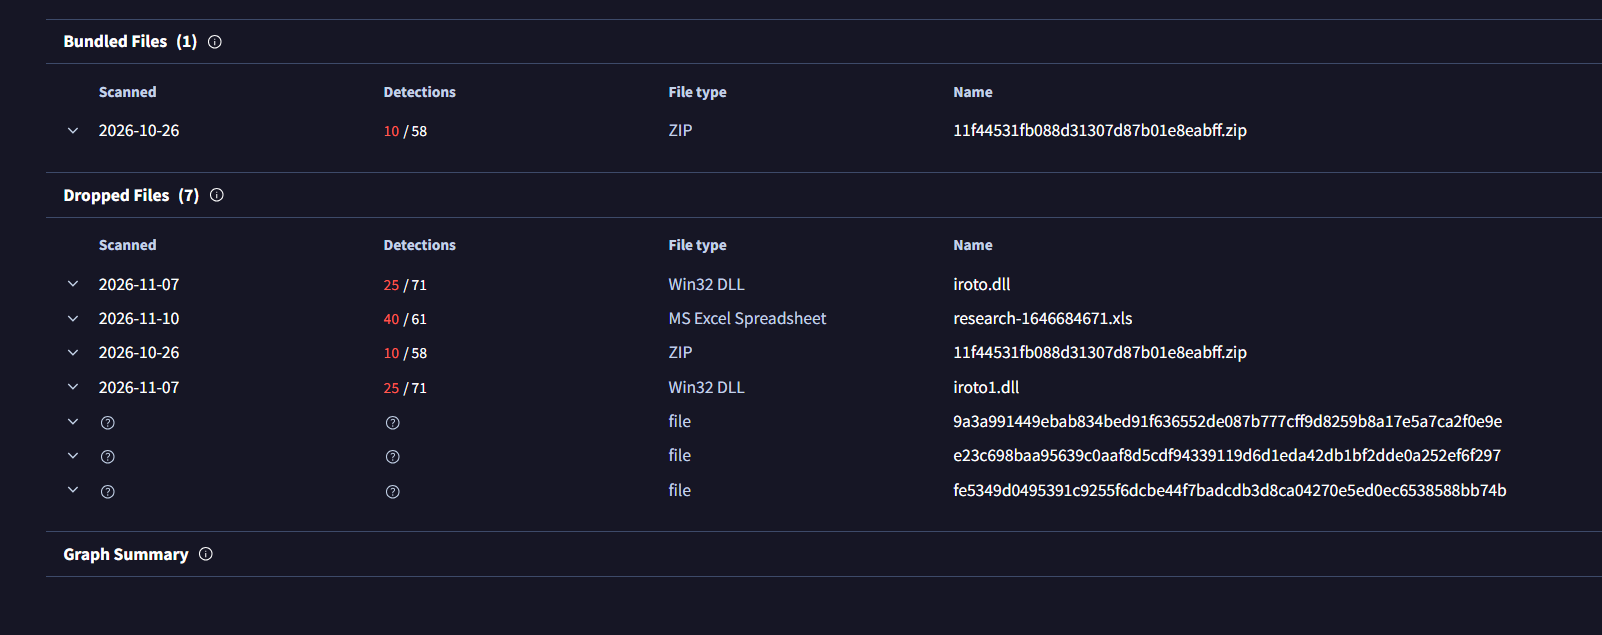 Bundled Files (1)
Scanned Detections File type Name
2026-10-26 10 / 58 ZIP 11f44531fb088d31307d87b01e8eabff.zip
Dropped Files (7)
Scanned Detections File type Name
2026-11-07 25 / 71 Win32 DLL iroto.dll
2026-11-10 40 / 61 MS Excel Spreadsheet research-1646684671.xls
2026-10-26 10 / 58 ZIP 11f44531fb088d31307d87b01e8eabff.zip
2026-11-07 25 / 71 Win32 DLL iroto1.dll
? ? file 9a3a991449ebab834bed91f636552de087b777cff9d8259b8a17e5a7ca2f0e9e
? ? file e23c698baa95639c0aaf8d5cdf94339119d6d1eda42db1bf2dde0a252ef6f297
? ? file fe5349d0495391c9255f6dcbe44f7badcdb3d8ca04270e5ed0ec6538588bb74b
Graph Summary